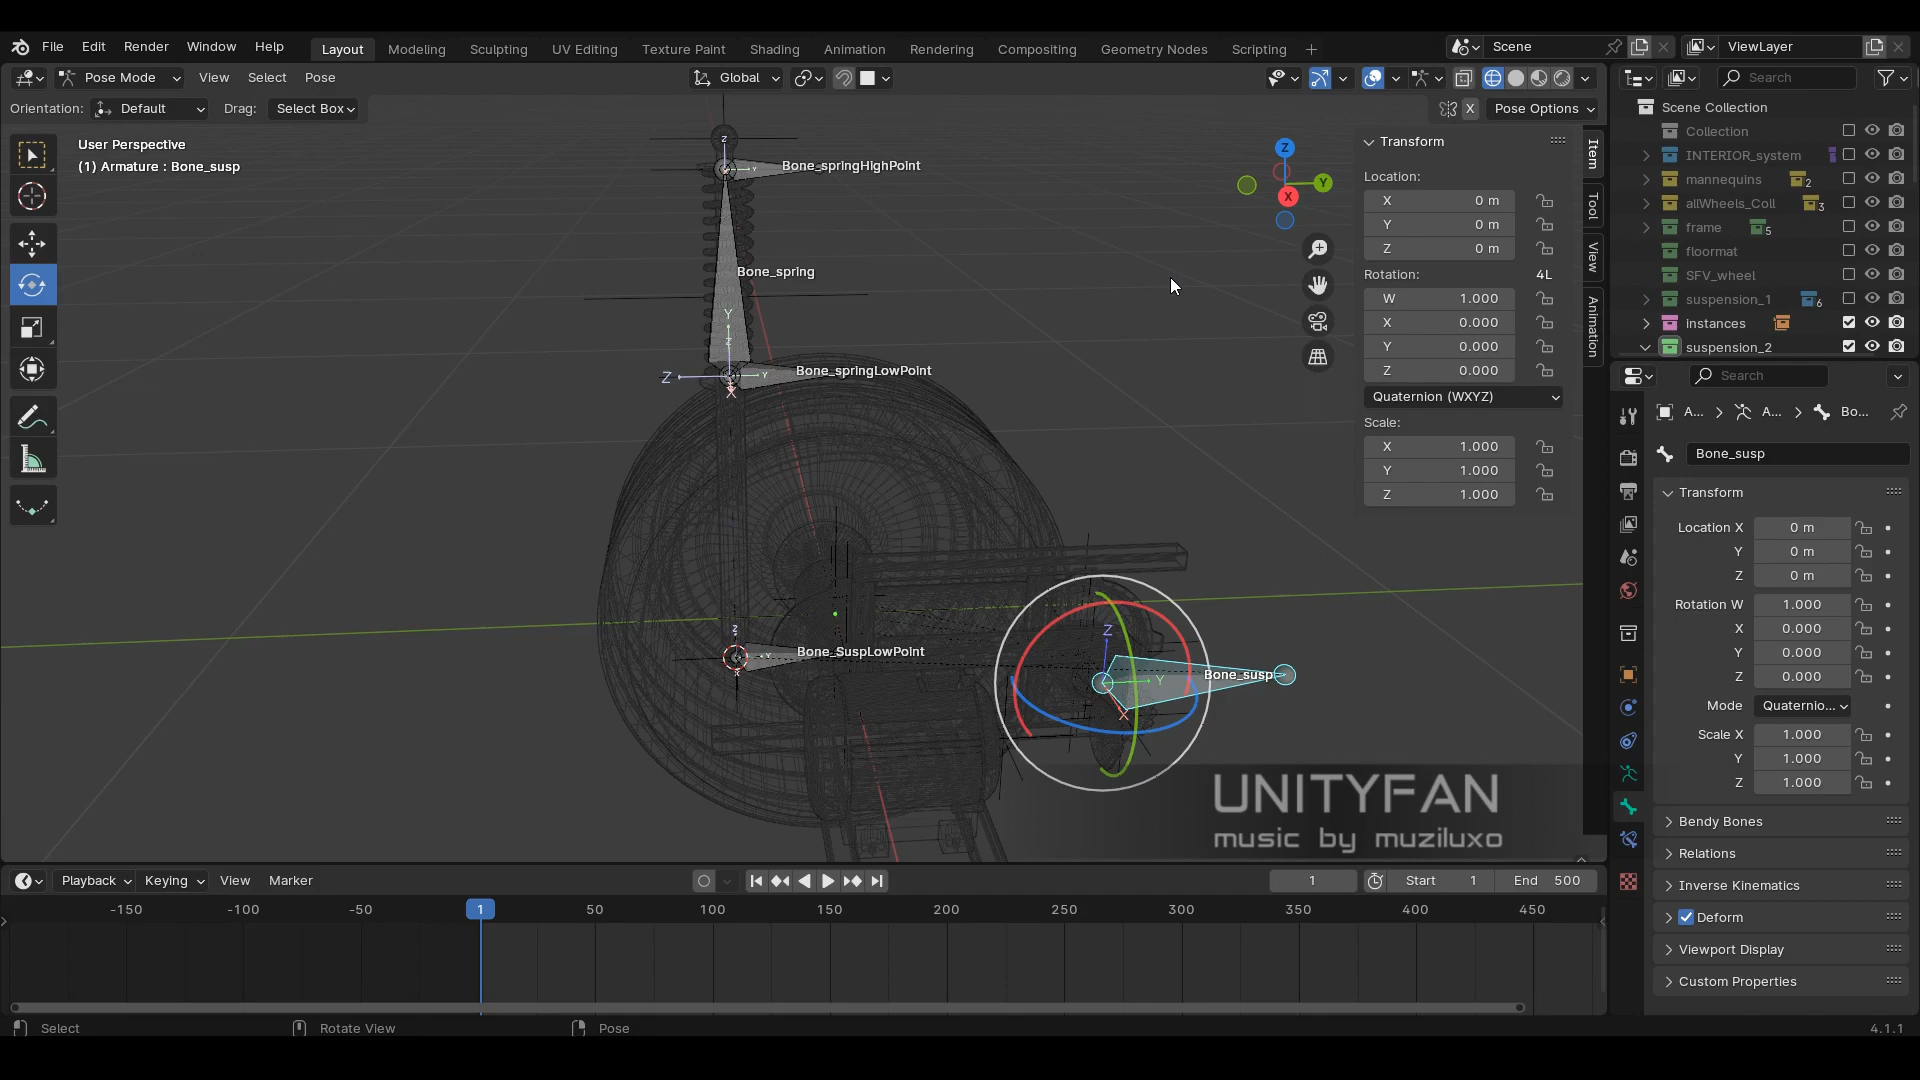 File Edit Render Window Help
Layout Modeling Sculpting UV Editing Texture Paint Shading Animation Rendering Compositing Geometry Nodes Scripting +
Scene
ViewLayer
Pose Mode View Select Pose
Global
Search
Orientation: Default Drag: Select Box
X Pose Options
User Perspective
(1) Armature : Bone_susp
Bone_springHighPoint
Bone_spring
Bone_springLowPoint
Bone_SuspLowPoint
Bone_susp
Z
Y
X
Transform
Location:
X 0 m
Y 0 m
Z 0 m
Rotation: 4L
W 1.000
X 0.000
Y 0.000
Z 0.000
Quaternion (WXYZ)
Scale:
X 1.000
Y 1.000
Z 1.000
Item
Tool
View
Animation
Scene Collection
Collection
INTERIOR_system
mannequins 2
allWheels_Coll 3
frame 5
floormat
SFV_wheel
suspension_1 6
instances
suspension_2
Search
A... A... Bo...
Bone_susp
Transform
Location X 0 m
Y 0 m
Z 0 m
Rotation W 1.000
X 0.000
Y 0.000
Z 0.000
Mode Quaternio...
Scale X 1.000
Y 1.000
Z 1.000
Bendy Bones
Relations
Inverse Kinematics
Deform
Viewport Display
Custom Properties
UNITYFAN
music by muziluxo
Playback Keying View Marker
1 Start 1 End 500
-150 -100 -50 1 50 100 150 200 250 300 350 400 450
Select Rotate View Pose
4.1.1